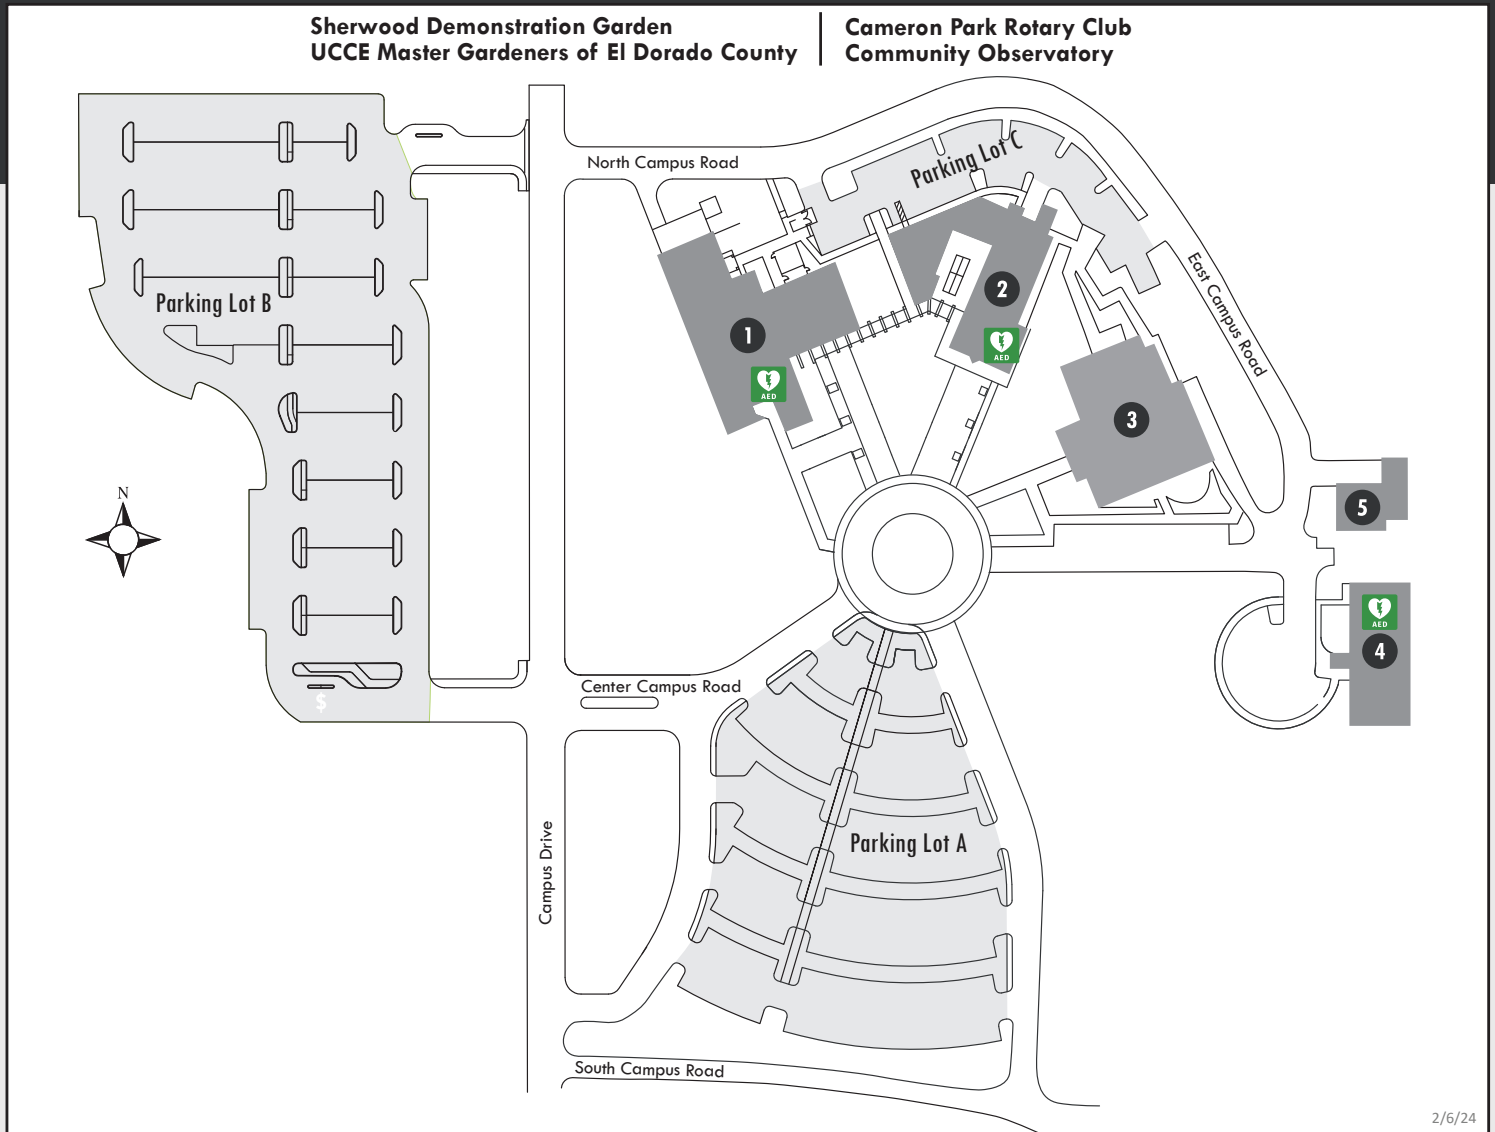 Sherwood Demonstration Garden
UCCE Master Gardeners of El Dorado County
Cameron Park Rotary Club
Community Observatory
North Campus Road
Parking Lot C
Parking Lot B
East Campus Road
1
AED
2
AED
3
N
5
AED
4
Center Campus Road
$
Parking Lot A
Campus Drive
South Campus Road
2/6/24